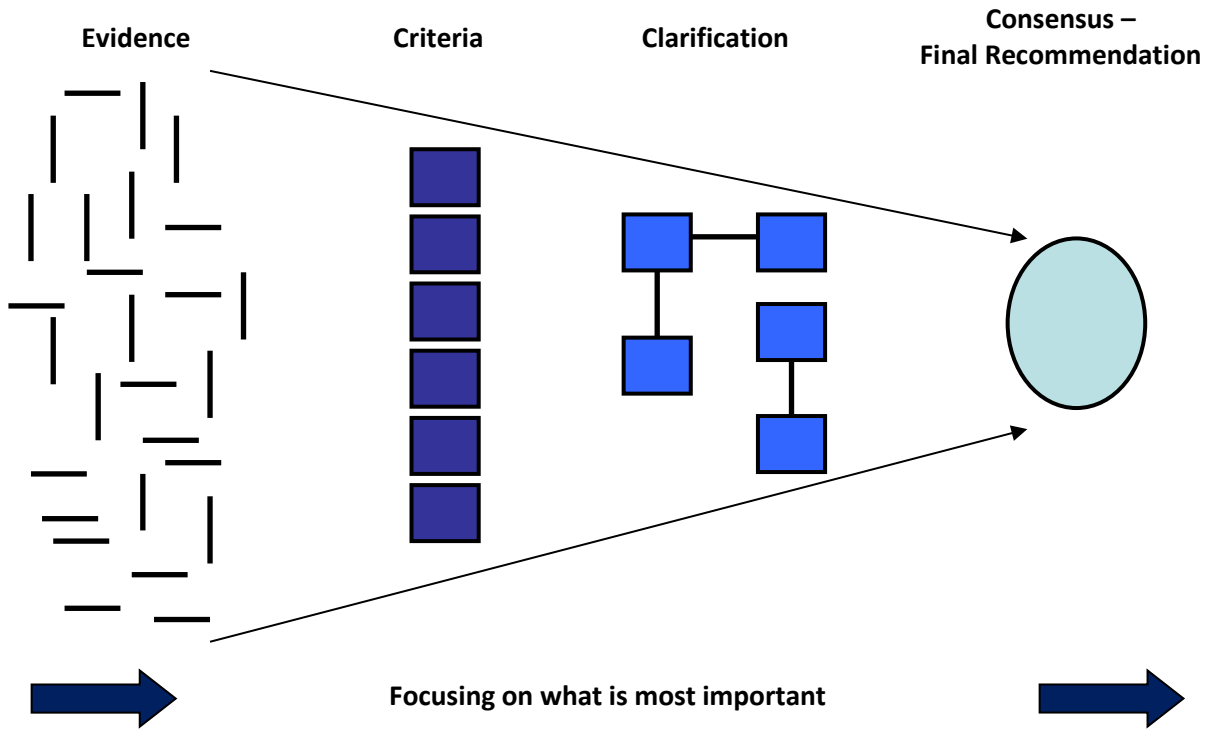 Evidence
Criteria
Clarification
Consensus –
Final Recommendation
Focusing on what is most important